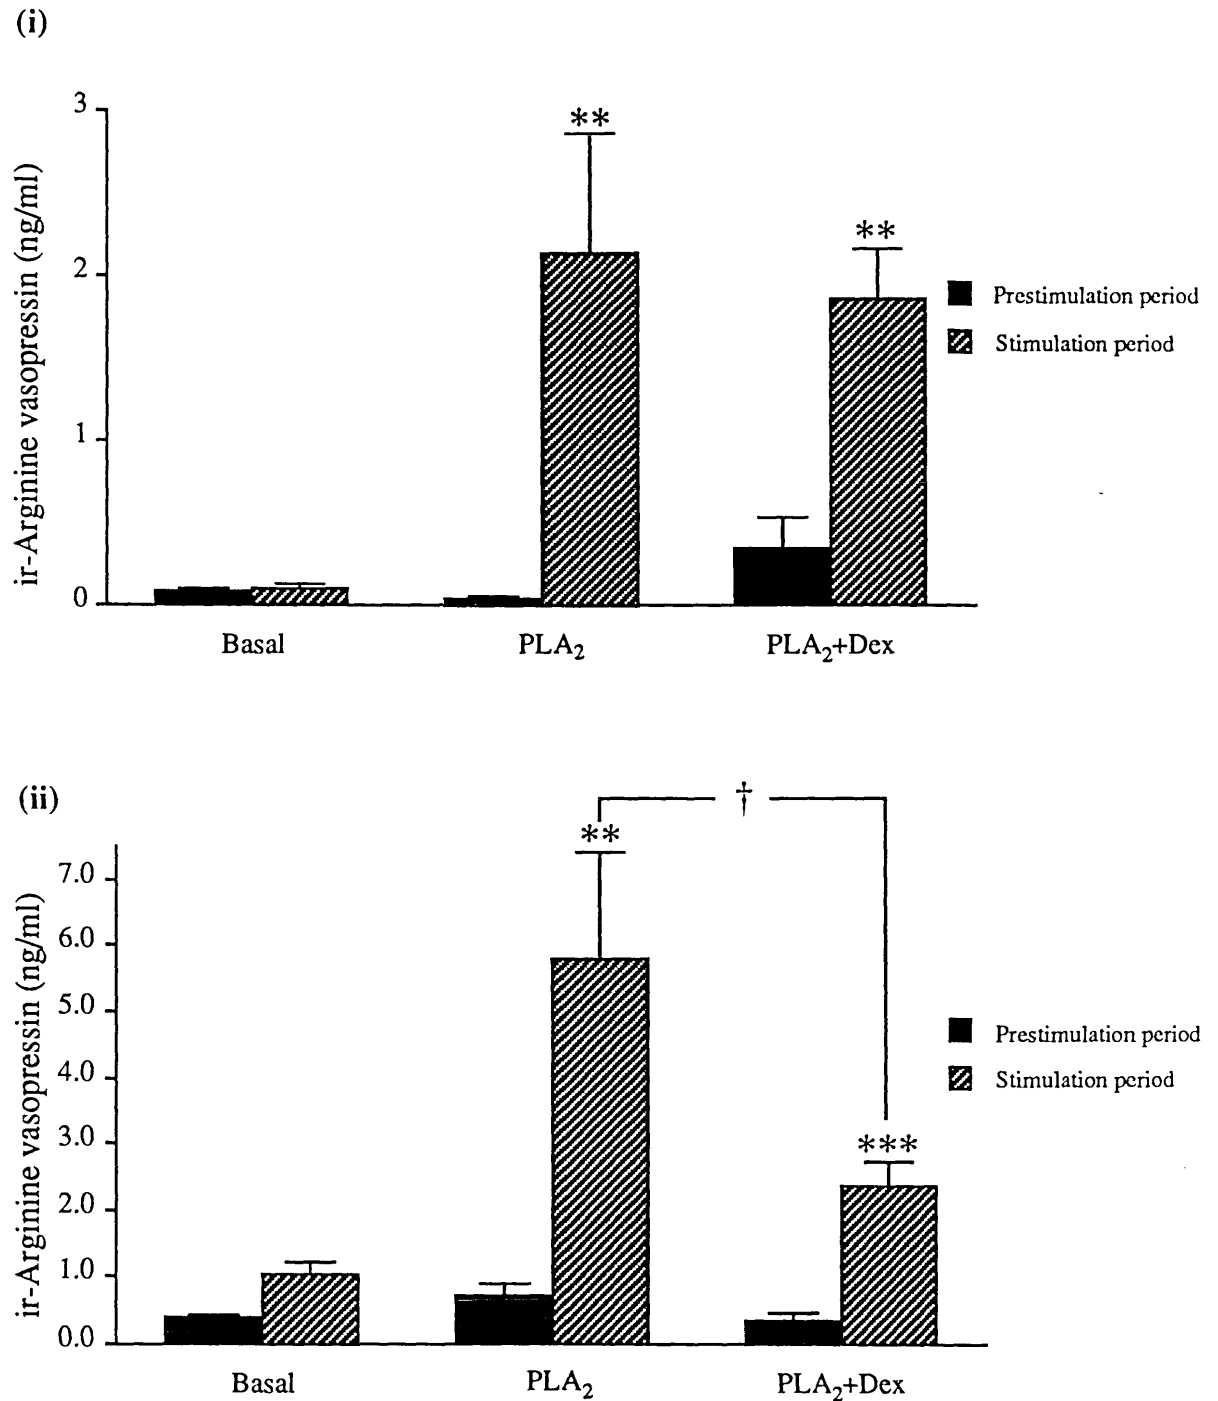 (i)
ir-Arginine vasopressin (ng/ml)
3
2
1
0
**
**
Prestimulation period
Stimulation period
Basal
PLA₂
PLA₂+Dex
(ii)
ir-Arginine vasopressin (ng/ml)
7.0
6.0
5.0
4.0
3.0
2.0
1.0
0.0
†
**
***
Prestimulation period
Stimulation period
Basal
PLA₂
PLA₂+Dex